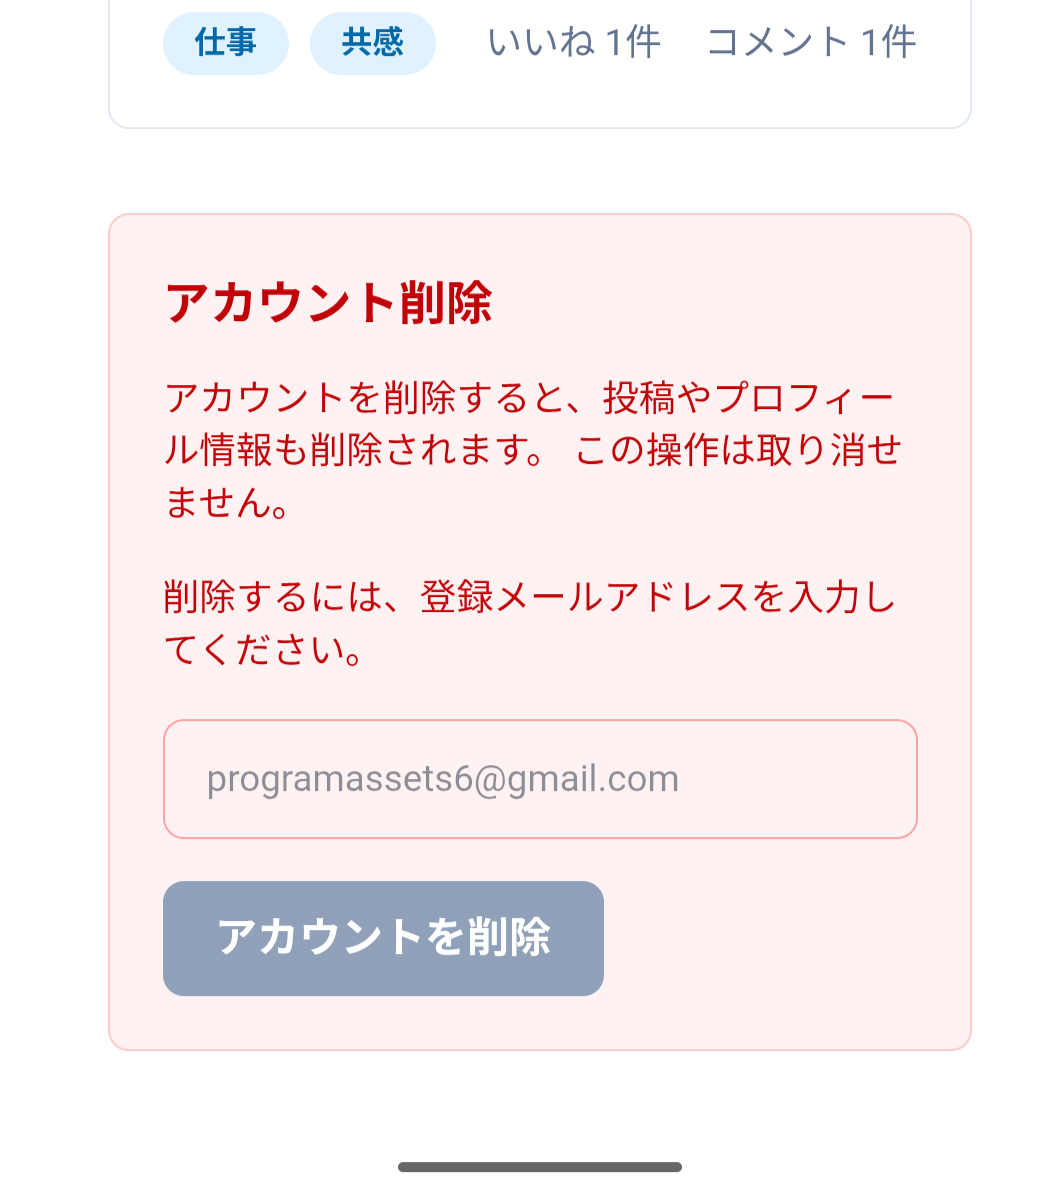 仕事 共感 いいね 1件 コメント 1件
アカウント削除
アカウントを削除すると、投稿やプロフィー
ル情報も削除されます。 この操作は取り消せ
ません。
削除するには、登録メールアドレスを入力し
てください。
programassets6@gmail.com
アカウントを削除